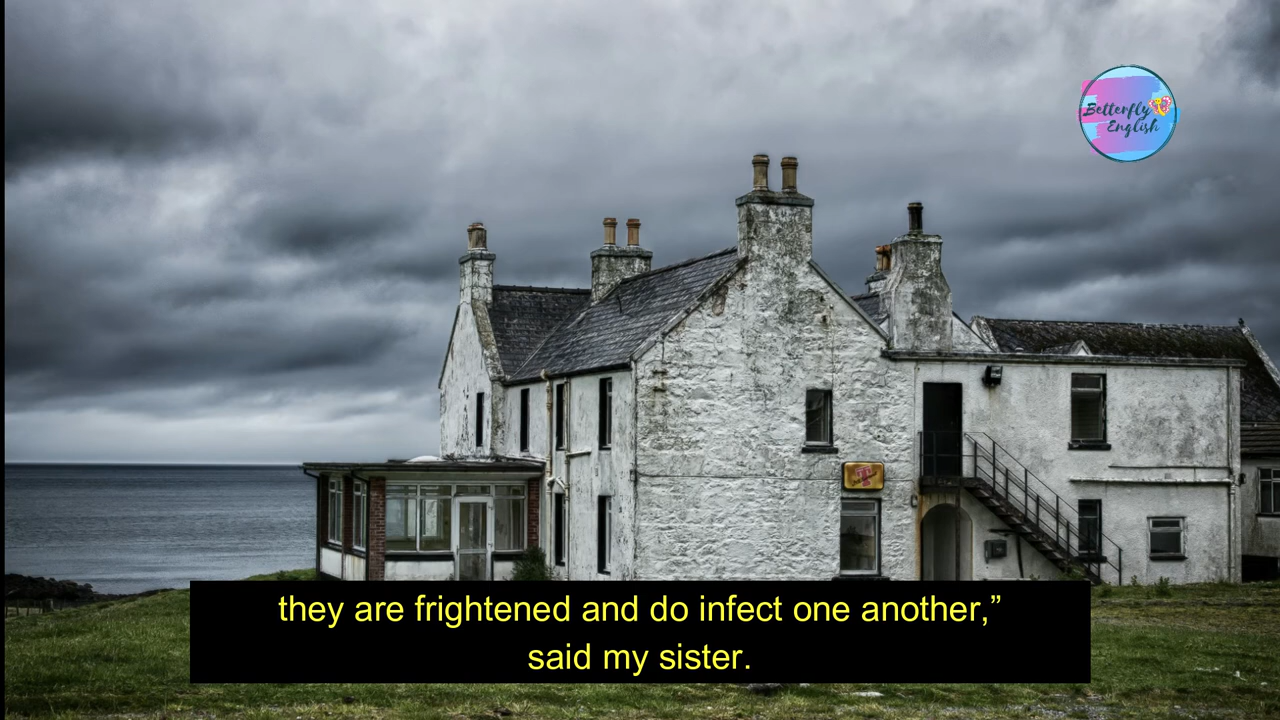 Betterfly
English
T
they are frightened and do infect one another,”
said my sister.